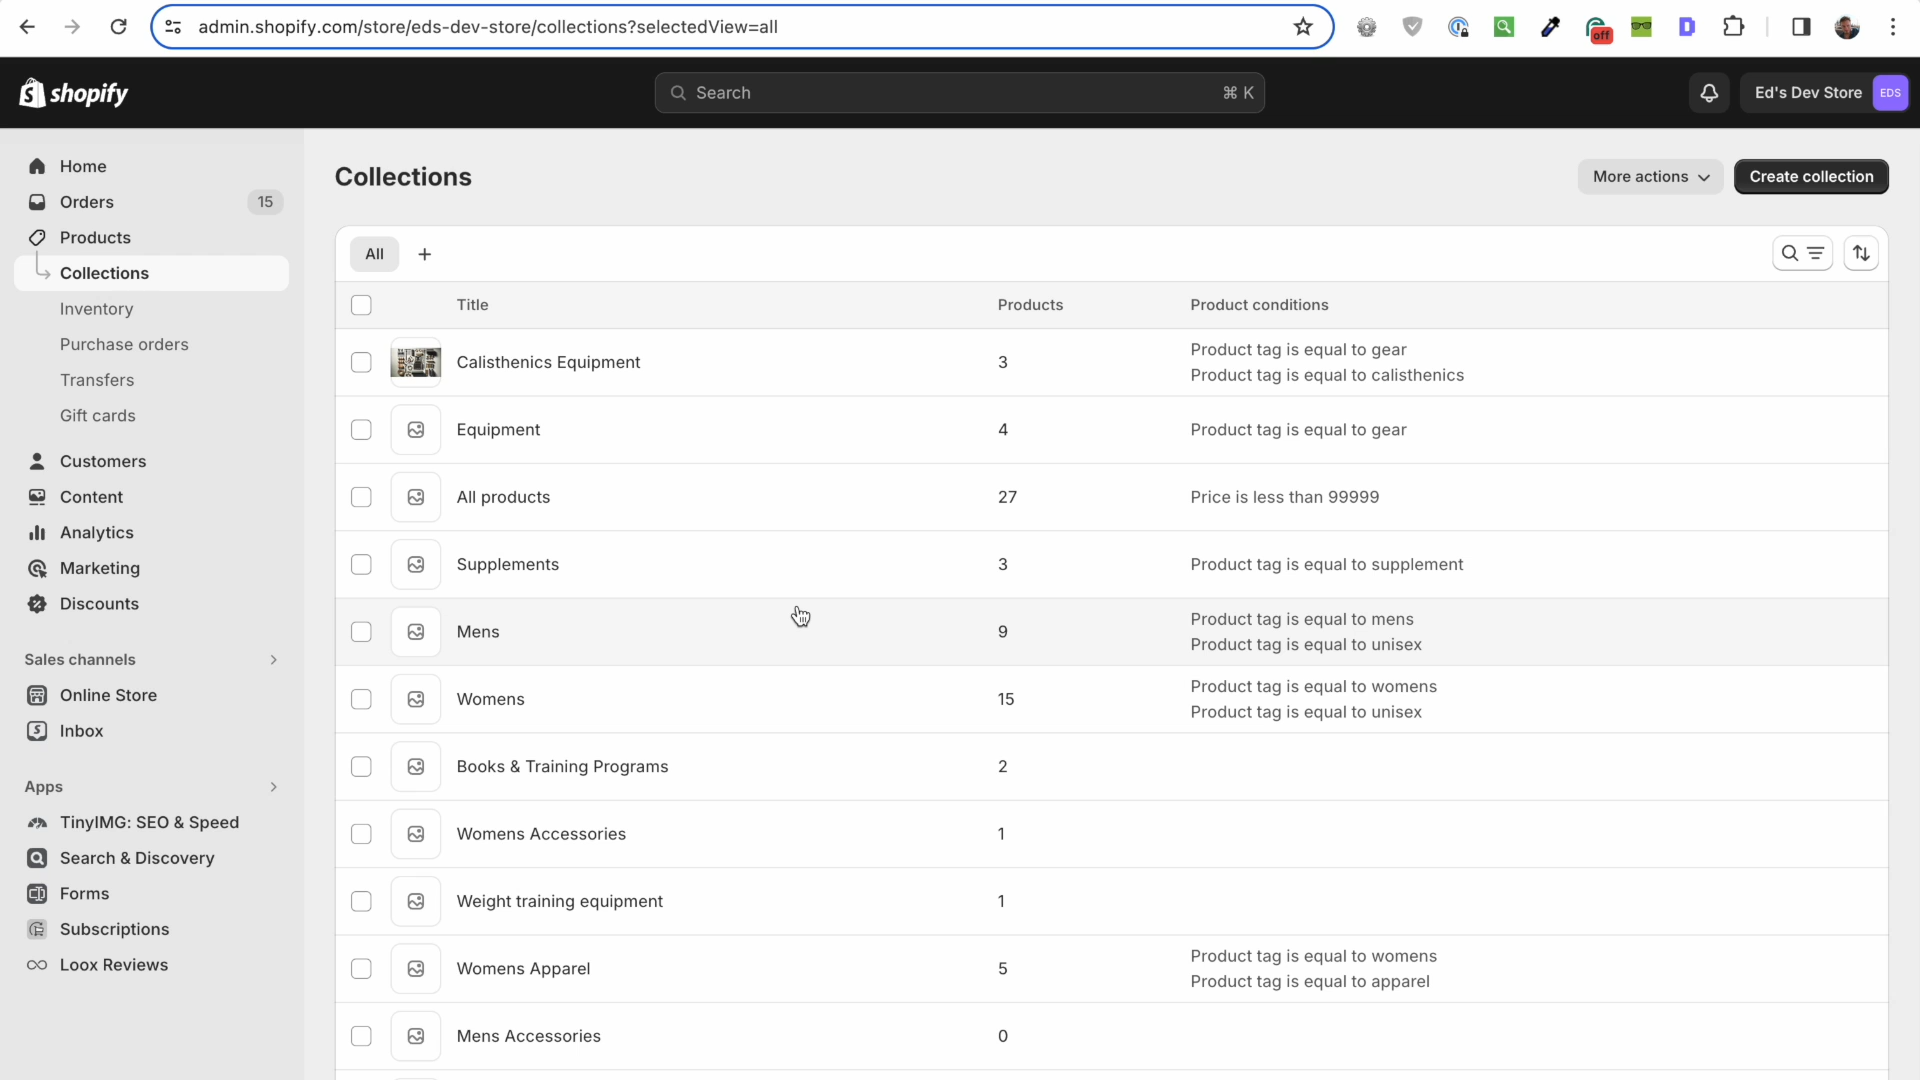 admin.shopify.com/store/eds-dev-store/collections?selectedView=all
off
D
shopify
Search
⌘ K
Ed's Dev Store
EDS
Home
Orders
15
Products
Collections
Inventory
Purchase orders
Transfers
Gift cards
Customers
Content
Analytics
Marketing
Discounts
Sales channels
Online Store
Inbox
Apps
TinyIMG: SEO & Speed
Search & Discovery
Forms
Subscriptions
Loox Reviews
Collections
More actions
Create collection
All
+
Title Products Product conditions
Calisthenics Equipment 3 Product tag is equal to gear
Product tag is equal to calisthenics
Equipment 4 Product tag is equal to gear
All products 27 Price is less than 99999
Supplements 3 Product tag is equal to supplement
Mens 9 Product tag is equal to mens
Product tag is equal to unisex
Womens 15 Product tag is equal to womens
Product tag is equal to unisex
Books & Training Programs 2
Womens Accessories 1
Weight training equipment 1
Womens Apparel 5 Product tag is equal to womens
Product tag is equal to apparel
Mens Accessories 0